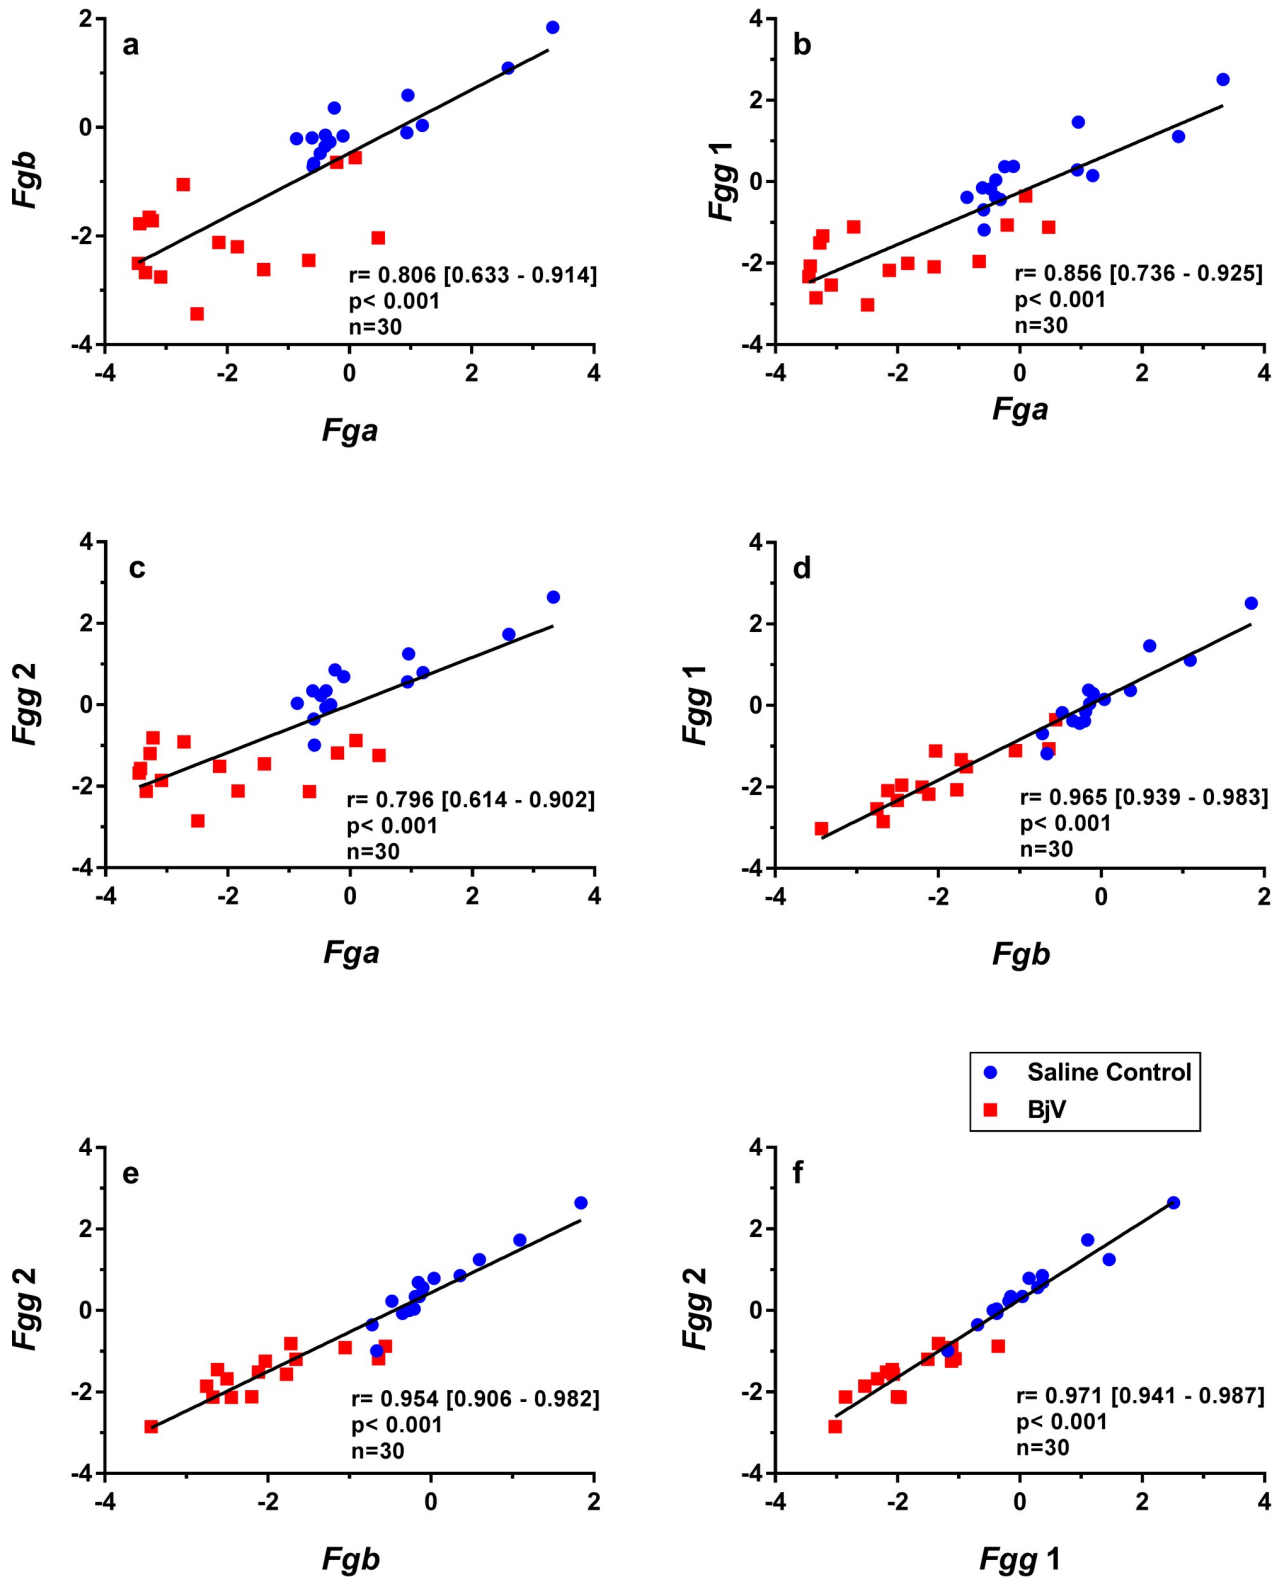 a
2
0
-2
-4
-4 -2 0 2 4
Fgb
Fga
r= 0.806 [0.633 - 0.914]
p< 0.001
n=30
b
4
2
0
-2
-4
-4 -2 0 2 4
Fgg 1
Fga
r= 0.856 [0.736 - 0.925]
p< 0.001
n=30
c
4
2
0
-2
-4
-4 -2 0 2 4
Fgg 2
Fga
r= 0.796 [0.614 - 0.902]
p< 0.001
n=30
d
4
2
0
-2
-4
-4 -2 0 2
Fgg 1
Fgb
r= 0.965 [0.939 - 0.983]
p< 0.001
n=30
Saline Control
BjV
e
4
2
0
-2
-4
-4 -2 0 2
Fgg 2
Fgb
r= 0.954 [0.906 - 0.982]
p< 0.001
n=30
f
4
2
0
-2
-4
-4 -2 0 2 4
Fgg 2
Fgg 1
r= 0.971 [0.941 - 0.987]
p< 0.001
n=30